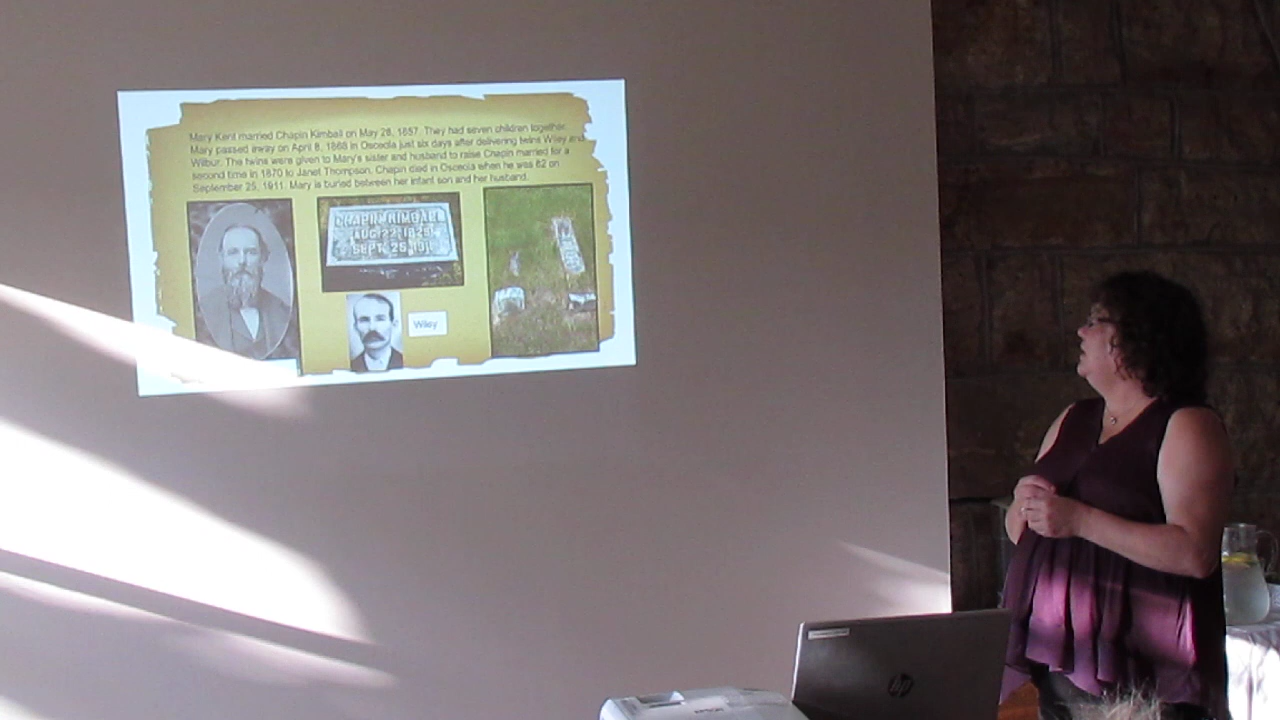 Mary Kent married Chapin Kimball on May 28, 1857. They had seven children together.
Mary passed away on April 8, 1868 in Osceola just six days after delivering twins Wiley and
Wilbur. The twins were given to Mary's sister and husband to raise Chapin married for a
second time in 1870 to Janet Thompson. Chapin died in Osceola when he was 82 on
September 25, 1911. Mary is buried between her infant son and her husband.
CHAPIN KIMBALL
AUG. 22, 1829
SEPT. 25, 191
Wiley
hp
EPSON